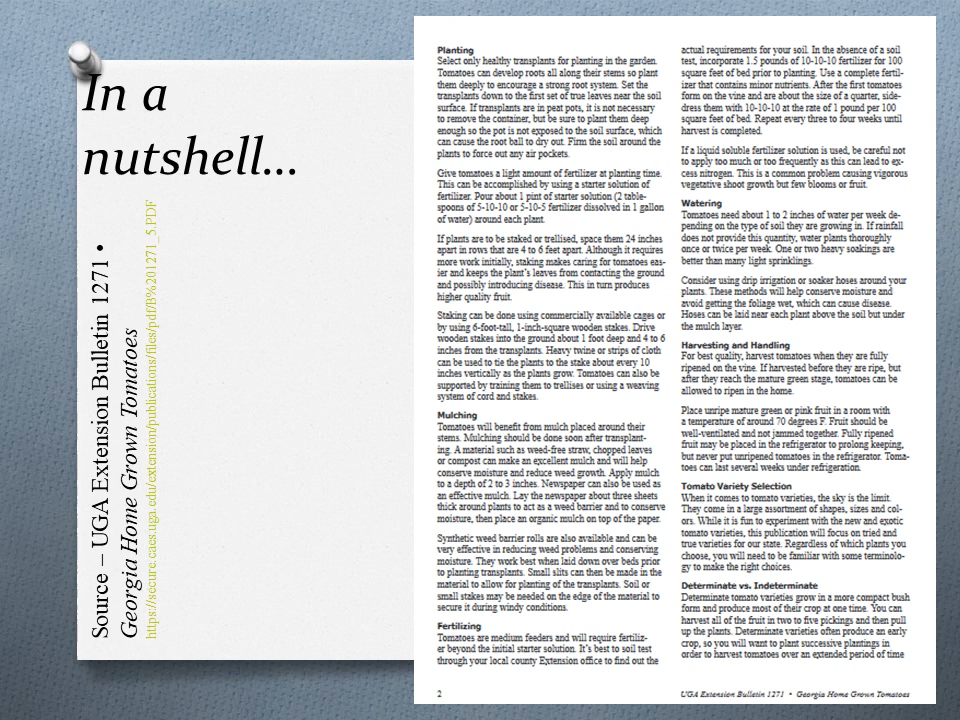 In a
nutshell…
Source – UGA Extension Bulletin 1271 •
Georgia Home Grown Tomatoes
https://secure.caes.uga.edu/extension/publications/files/pdf/B%201271_5.PDF
Planting
Select only healthy transplants for planting in the garden.
Tomatoes can develop roots all along their stems so plant
them deeply to encourage a strong root system. Set the
transplants down to the first set of true leaves near the soil
surface. If transplants are in peat pots, it is not necessary
to remove the container, but be sure to plant them deep
enough so the pot is not exposed to the soil surface, which
can cause the root ball to dry out. Firm the soil around the
plants to force out any air pockets.
Give tomatoes a light amount of fertilizer at planting time.
This can be accomplished by using a starter solution of
fertilizer. Pour about 1 pint of starter solution (2 table-
spoons of 5-10-10 or 5-10-5 fertilizer dissolved in 1 gallon
of water) around each plant.
If plants are to be staked or trellised, space them 24 inches
apart in rows that are 4 to 6 feet apart. Although it requires
more work initially, staking makes caring for tomatoes eas-
ier and keeps the plant's leaves from contacting the ground
and possibly introducing disease. This in turn produces
higher quality fruit.
Staking can be done using commercially available cages or
by using 6-foot-tall, 1-inch-square wooden stakes. Drive
wooden stakes into the ground about 1 foot deep and 4 to 6
inches from the transplants. Heavy twine or strips of cloth
can be used to tie the plants to the stake about every 10
inches vertically as the plants grow. Tomatoes can also be
supported by training them to trellises or using a weaving
system of cord and stakes.
Mulching
Tomatoes will benefit from mulch placed around their
stems. Mulching should be done soon after transplant-
ing. A material such as weed-free straw, chopped leaves
or compost can make an excellent mulch and will help
conserve moisture and reduce weed growth. Apply mulch
to a depth of 2 to 3 inches. Newspaper can also be used as
an effective mulch. Lay the newspaper about three sheets
thick around plants to act as a weed barrier and to conserve
moisture, then place an organic mulch on top of the paper.
Synthetic weed barrier rolls are also available and can be
very effective in reducing weed problems and conserving
moisture. They work best when laid down over beds prior
to planting transplants. Small slits can then be made in the
material to allow for planting of the transplants. Soil or
small stakes may be needed on the edge of the material to
secure it during windy conditions.
Fertilizing
Tomatoes are medium feeders and will require fertiliz-
er beyond the initial starter solution. It's best to soil test
through your local county Extension office to find out the
actual requirements for your soil. In the absence of a soil
test, incorporate 1.5 pounds of 10-10-10 fertilizer for 100
square feet of bed prior to planting. Use a complete fertil-
izer that contains minor nutrients. After the first tomatoes
form on the vine and are about the size of a quarter, side-
dress them with 10-10-10 at the rate of 1 pound per 100
square feet of bed. Repeat every three to four weeks until
harvest is completed.
If a liquid soluble fertilizer solution is used, be careful not
to apply too much or too frequently as this can lead to ex-
cess nitrogen. This is a common problem causing vigorous
vegetative shoot growth but few blooms or fruit.
Watering
Tomatoes need about 1 to 2 inches of water per week de-
pending on the type of soil they are growing in. If rainfall
does not provide this quantity, water plants thoroughly
once or twice per week. One or two heavy soakings are
better than many light sprinklings.
Consider using drip irrigation or soaker hoses around your
plants. These methods will help conserve moisture and
avoid getting the foliage wet, which can cause disease.
Hoses can be laid near each plant above the soil but under
the mulch layer.
Harvesting and Handling
For best quality, harvest tomatoes when they are fully
ripened on the vine. If harvested before they are ripe, but
after they reach the mature green stage, tomatoes can be
allowed to ripen in the home.
Place unripe mature green or pink fruit in a room with
a temperature of around 70 degrees F. Fruit should be
well-ventilated and not jammed together. Fully ripened
fruit may be placed in the refrigerator to prolong keeping,
but never put unripened tomatoes in the refrigerator. Toma-
toes can last several weeks under refrigeration.
Tomato Variety Selection
When it comes to tomato varieties, the sky is the limit.
They come in a large assortment of shapes, sizes and col-
ors. While it is fun to experiment with the new and exotic
tomato varieties, this publication will focus on tried and
true varieties for our state. Regardless of which plants you
choose, you will need to be familiar with some terminolo-
gy to make the right choices.
Determinate vs. Indeterminate
Determinate tomato varieties grow in a more compact bush
form and produce most of their crop at one time. You can
harvest all of the fruit in two to five pickings and then pull
up the plants. Determinate varieties often produce an early
crop, so you will want to plant successive plantings in
order to harvest tomatoes over an extended period of time
2
UGA Extension Bulletin 1271 • Georgia Home Grown Tomatoes